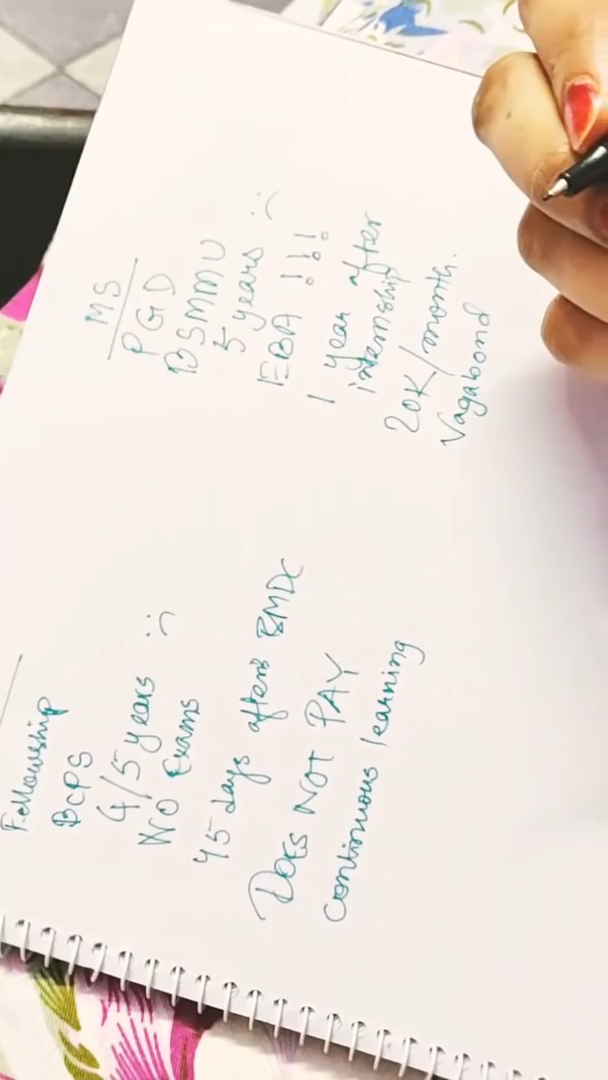 Fellowship
BCPS
4/5 years :(
No Exams
45 days after BMDC
Does NOT PAY
continuous learning
MS
PGD
BSMMU
5 years :(
EBA !!!
1 year after
internship
20K/month.
Vagabond